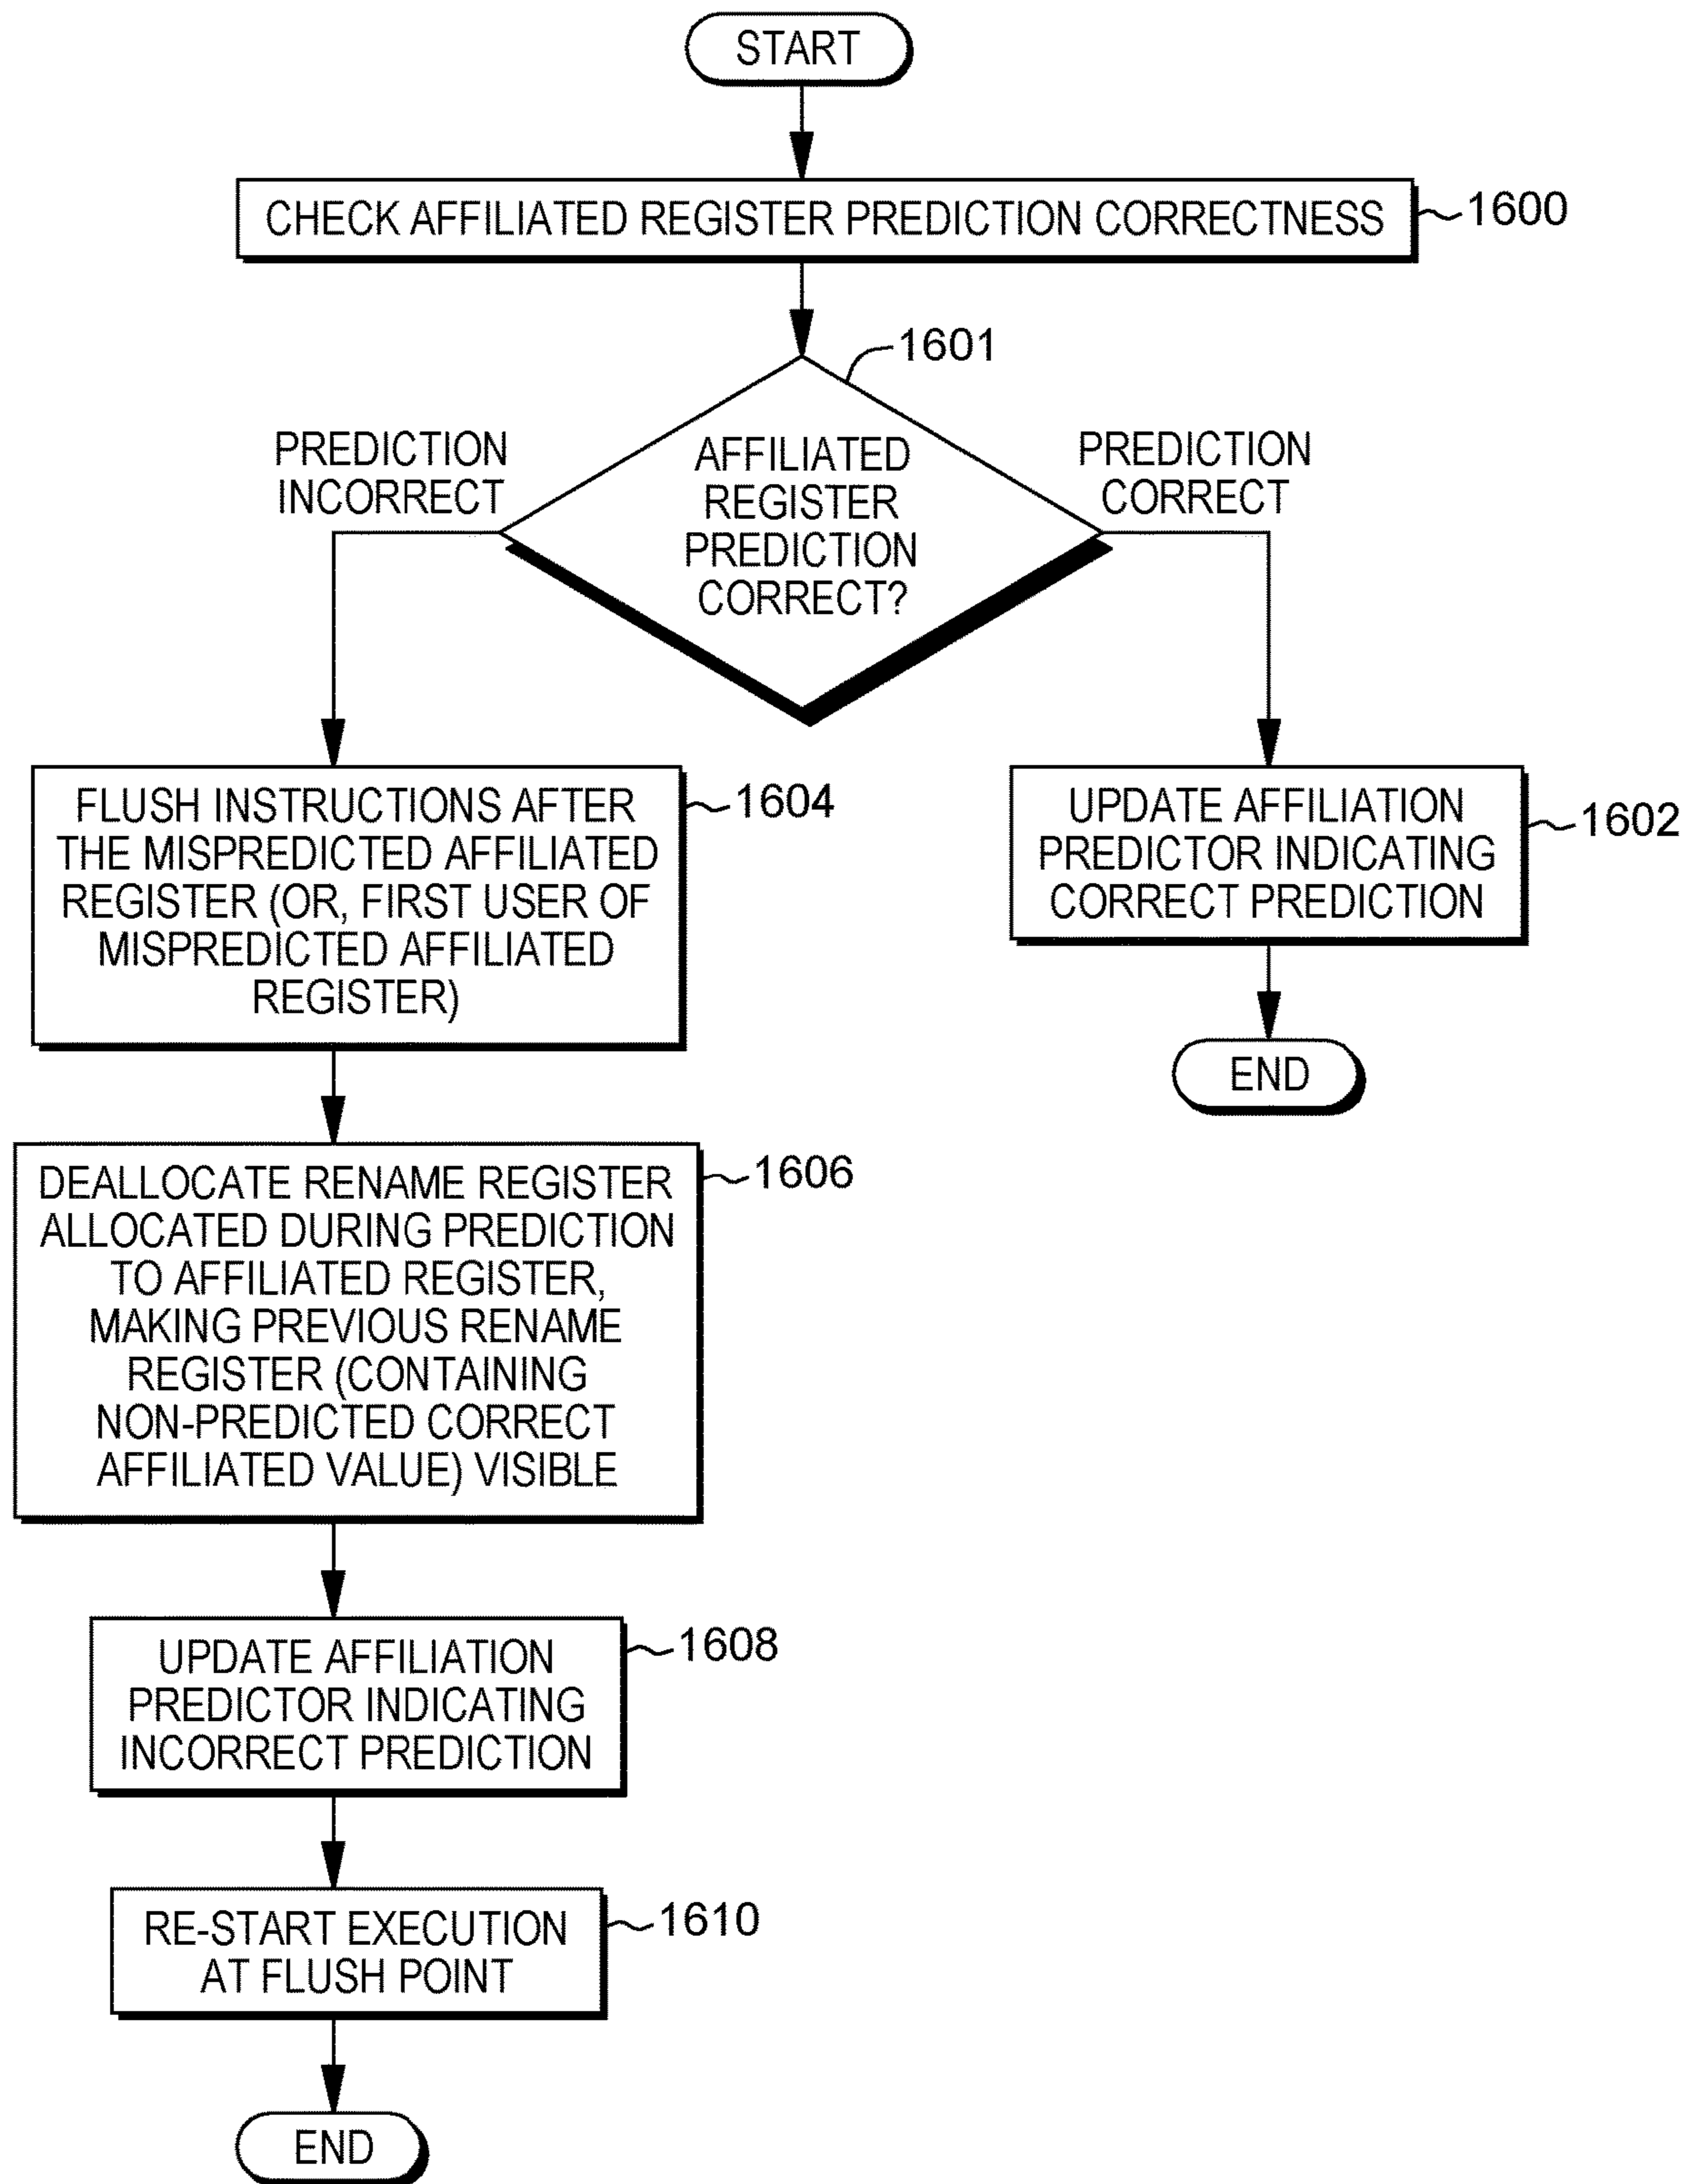 START
CHECK AFFILIATED REGISTER PREDICTION CORRECTNESS
1600
1601
AFFILIATED
REGISTER
PREDICTION
CORRECT?
PREDICTION
INCORRECT
PREDICTION
CORRECT
FLUSH INSTRUCTIONS AFTER
THE MISPREDICTED AFFILIATED
REGISTER (OR, FIRST USER OF
MISPREDICTED AFFILIATED
REGISTER)
1604
UPDATE AFFILIATION
PREDICTOR INDICATING
CORRECT PREDICTION
1602
END
DEALLOCATE RENAME REGISTER
ALLOCATED DURING PREDICTION
TO AFFILIATED REGISTER,
MAKING PREVIOUS RENAME
REGISTER (CONTAINING
NON-PREDICTED CORRECT
AFFILIATED VALUE) VISIBLE
1606
UPDATE AFFILIATION
PREDICTOR INDICATING
INCORRECT PREDICTION
1608
RE-START EXECUTION
AT FLUSH POINT
1610
END